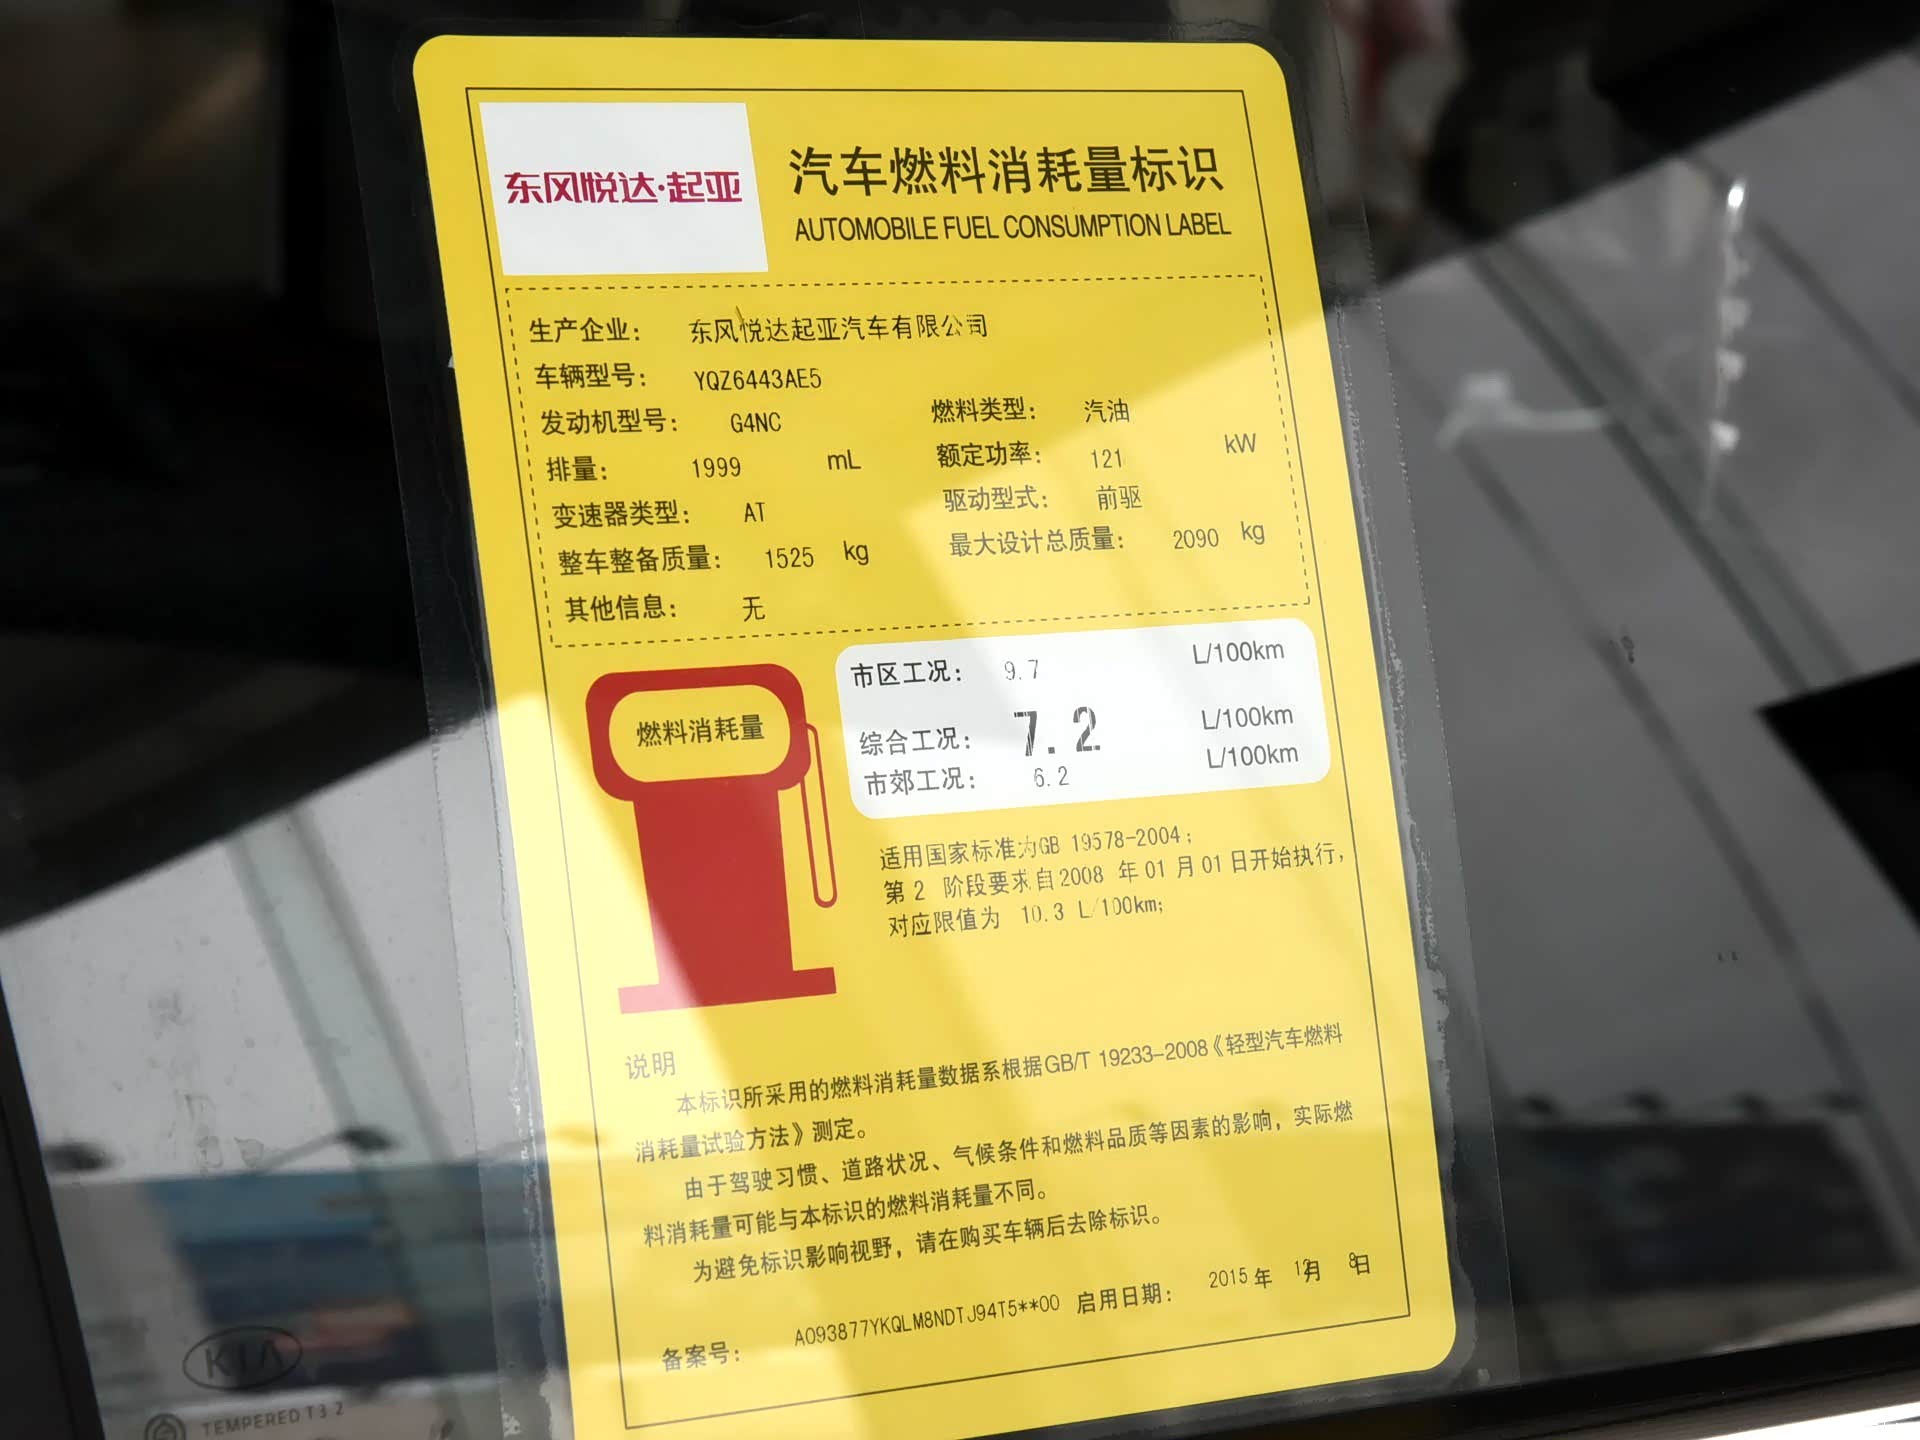 东风悦达·起亚
汽车燃料消耗量标识
AUTOMOBILE FUEL CONSUMPTION LABEL
生产企业： 东风悦达起亚汽车有限公司
车辆型号： YQZ6443AE5
发动机型号： G4NC 燃料类型： 汽油
排量： 1999 mL 额定功率： 121 kW
变速器类型： AT 驱动型式： 前驱
整车整备质量： 1525 kg 最大设计总质量： 2090 kg
其他信息： 无
燃料消耗量
市区工况： 9.7 L/100km
综合工况： 7.2 L/100km
市郊工况： 6.2 L/100km
适用国家标准为GB 19578-2004；
第2 阶段要求自2008 年01月01日开始执行，
对应限值为 10.3 L/100km；
说明
本标识所采用的燃料消耗量数据系根据GB/T 19233-2008《轻型汽车燃料
消耗量试验方法》测定。
由于驾驶习惯、道路状况、气候条件和燃料品质等因素的影响，实际燃
料消耗量可能与本标识的燃料消耗量不同。
为避免标识影响视野，请在购买车辆后去除标识。
备案号： A093877YKQLM8NDTJ94T5**00 启用日期： 2015年 12月 8日
KIA
TEMPERED T32